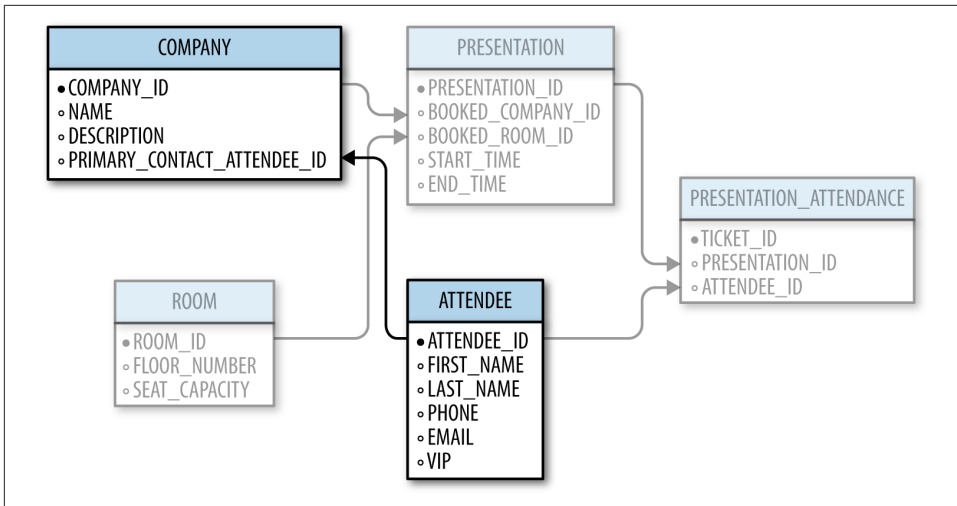 COMPANY
COMPANY_ID
NAME
DESCRIPTION
PRIMARY_CONTACT_ATTENDEE_ID
PRESENTATION
PRESENTATION_ID
BOOKED_COMPANY_ID
BOOKED_ROOM_ID
START_TIME
END_TIME
PRESENTATION_ATTENDANCE
TICKET_ID
PRESENTATION_ID
ATTENDEE_ID
ROOM
ROOM_ID
FLOOR_NUMBER
SEAT_CAPACITY
ATTENDEE
ATTENDEE_ID
FIRST_NAME
LAST_NAME
PHONE
EMAIL
VIP